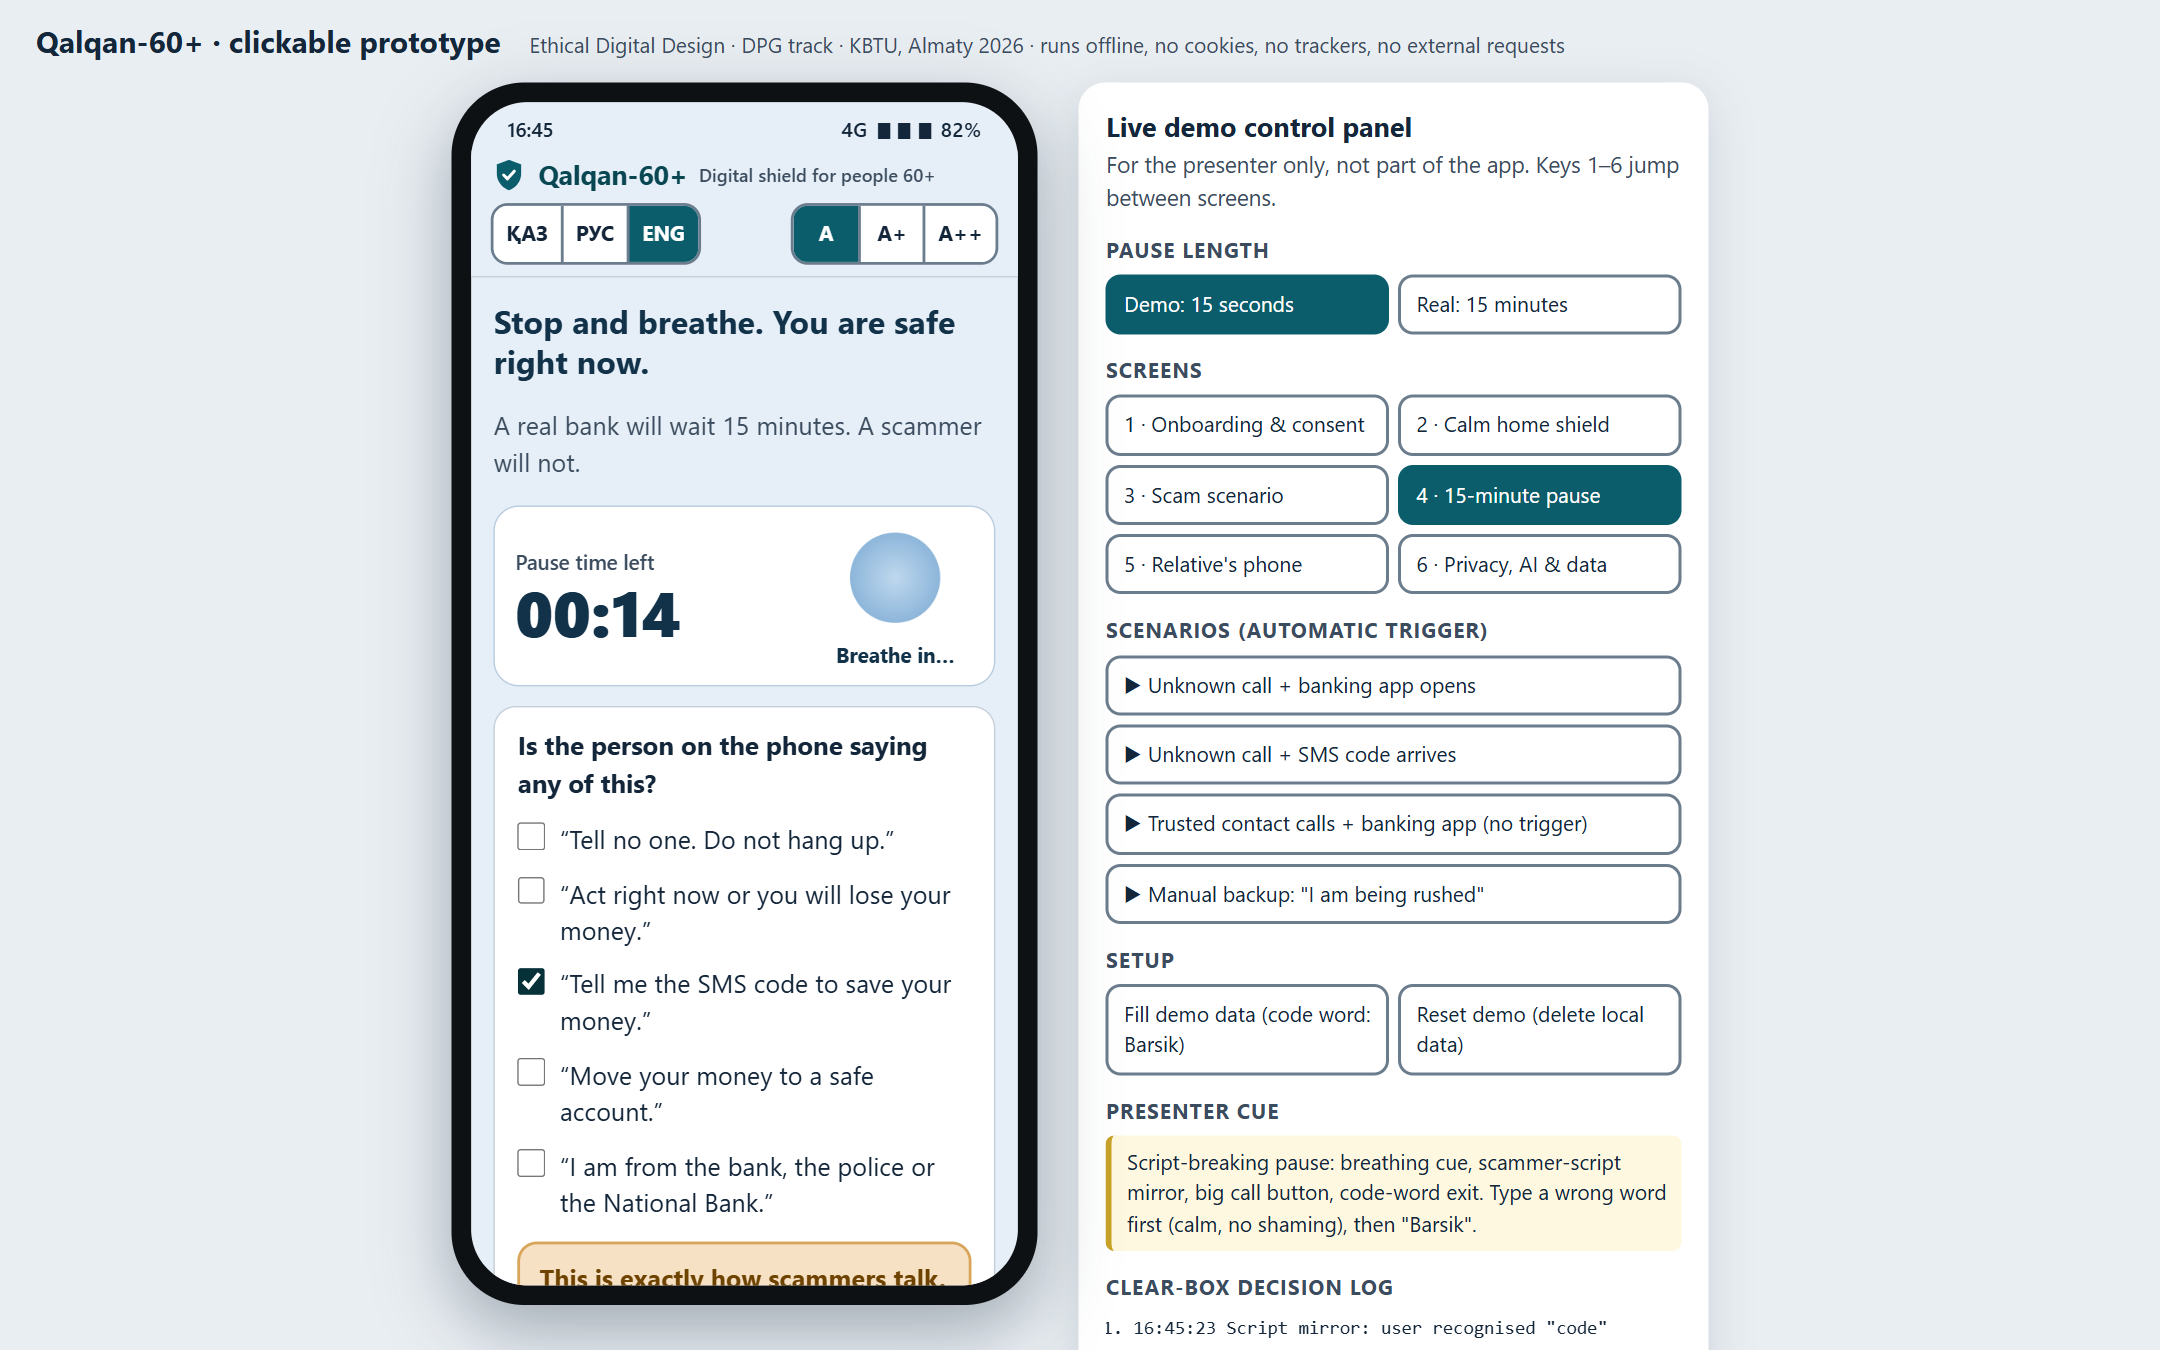 Qalqan-60+ · clickable prototype
Ethical Digital Design · DPG track · KBTU, Almaty 2026 · runs offline, no cookies, no trackers, no external requests
16:45
4G
82%
Qalqan-60+
Digital shield for people 60+
ҚАЗ
РУС
ENG
A
A+
A++
Stop and breathe. You are safe
right now.
A real bank will wait 15 minutes. A scammer
will not.
Pause time left
00:14
Breathe in…
Is the person on the phone saying
any of this?
“Tell no one. Do not hang up.”
“Act right now or you will lose your
money.”
“Tell me the SMS code to save your
money.”
“Move your money to a safe
account.”
“I am from the bank, the police or
the National Bank.”
This is exactly how scammers talk.
Live demo control panel
For the presenter only, not part of the app. Keys 1–6 jump
between screens.
PAUSE LENGTH
Demo: 15 seconds
Real: 15 minutes
SCREENS
1 · Onboarding & consent
2 · Calm home shield
3 · Scam scenario
4 · 15-minute pause
5 · Relative's phone
6 · Privacy, AI & data
SCENARIOS (AUTOMATIC TRIGGER)
▶ Unknown call + banking app opens
▶ Unknown call + SMS code arrives
▶ Trusted contact calls + banking app (no trigger)
▶ Manual backup: "I am being rushed"
SETUP
Fill demo data (code word:
Barsik)
Reset demo (delete local
data)
PRESENTER CUE
Script-breaking pause: breathing cue, scammer-script
mirror, big call button, code-word exit. Type a wrong word
first (calm, no shaming), then "Barsik".
CLEAR-BOX DECISION LOG
1. 16:45:23 Script mirror: user recognised "code"